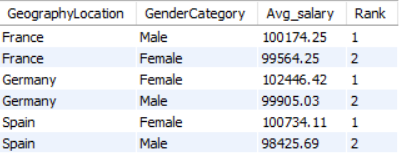 GeographyLocation GenderCategory Avg_salary Rank
France Male 100174.25 1
France Female 99564.25 2
Germany Female 102446.42 1
Germany Male 99905.03 2
Spain Female 100734.11 1
Spain Male 98425.69 2